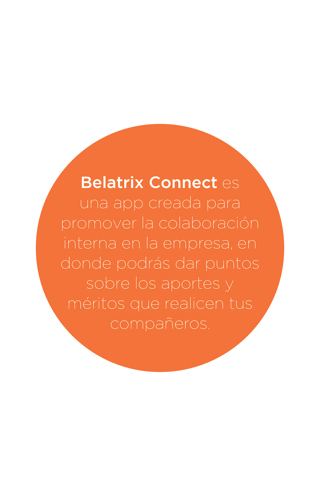 Belatrix Connect es
una app creada para
promover la colaboración
interna en la empresa, en
donde podrás dar puntos
sobre los aportes y
méritos que realicen tus
compañeros.